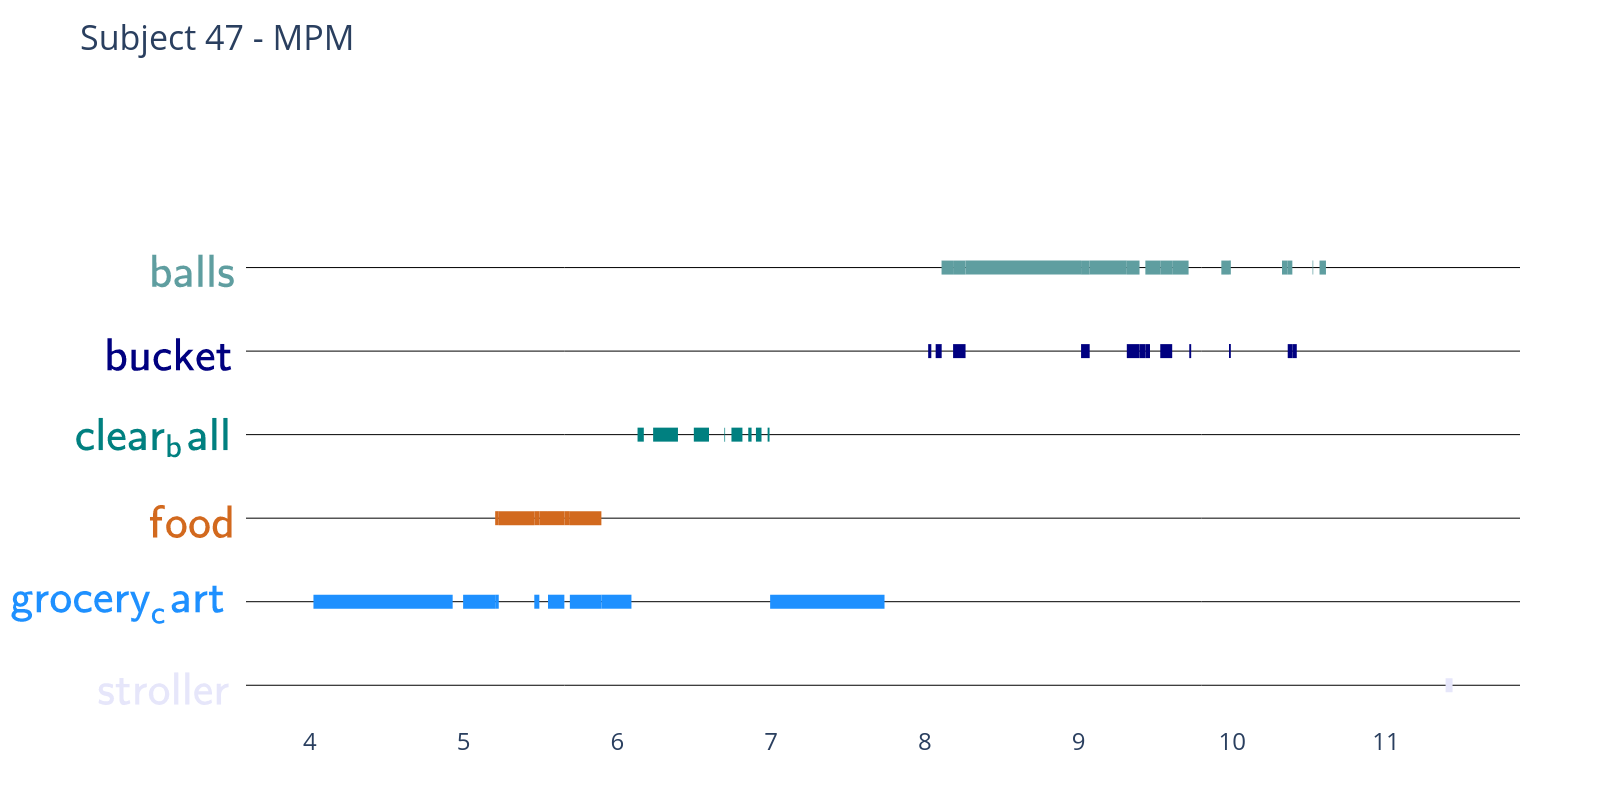 Subject 47 - MPM
balls
bucket
clear_ball
food
grocery_cart
stroller
4 5 6 7 8 9 10 11